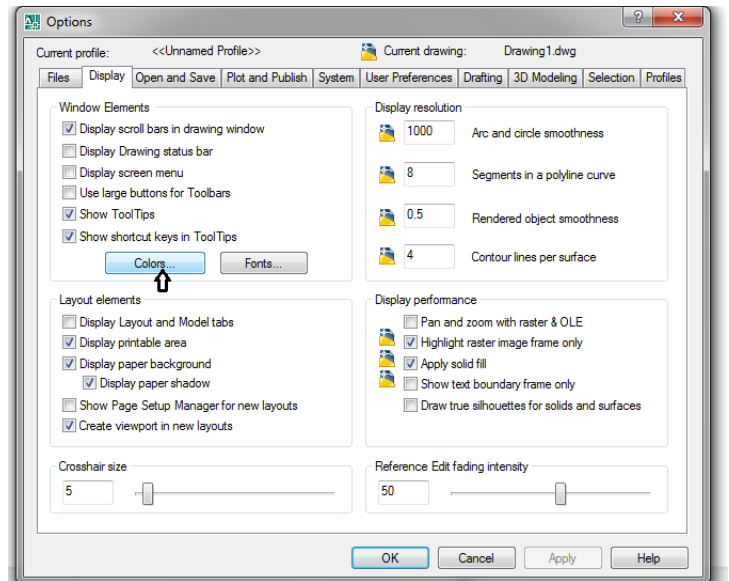 Options
Current profile: <<Unnamed Profile>> Current drawing: Drawing1.dwg
Files Display Open and Save Plot and Publish System User Preferences Drafting 3D Modeling Selection Profiles
Window Elements
Display scroll bars in drawing window
Display Drawing status bar
Display screen menu
Use large buttons for Toolbars
Show ToolTips
Show shortcut keys in ToolTips
Colors... Fonts...
Display resolution
1000 Arc and circle smoothness
8 Segments in a polyline curve
0.5 Rendered object smoothness
4 Contour lines per surface
Layout elements
Display Layout and Model tabs
Display printable area
Display paper background
Display paper shadow
Show Page Setup Manager for new layouts
Create viewport in new layouts
Display performance
Pan and zoom with raster & OLE
Highlight raster image frame only
Apply solid fill
Show text boundary frame only
Draw true silhouettes for solids and surfaces
Crosshair size
5
Reference Edit fading intensity
50
OK Cancel Apply Help